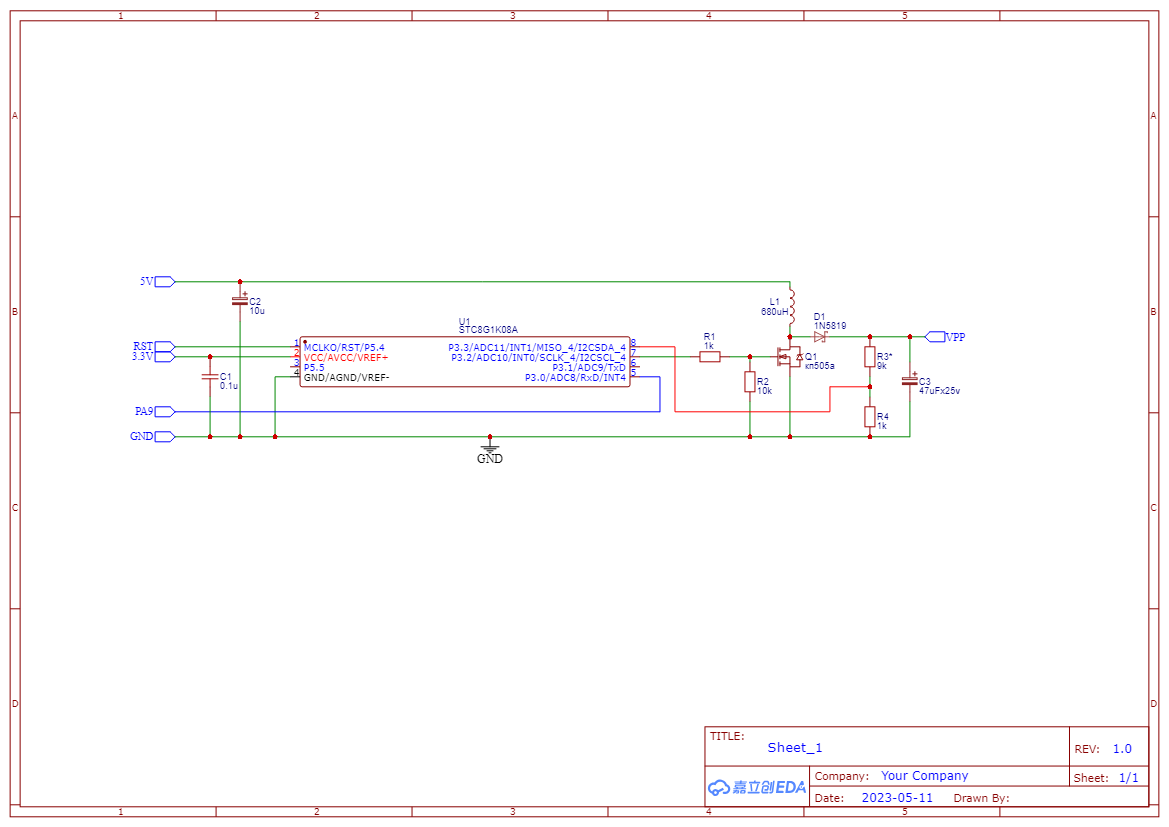 1 2 3 4 5
A A
5V
C2
10u
L1
680uH
D1
1N5819
B B
U1
STC8G1K08A
R1
1k
VPP
RST
3.3V
1 MCLKO/RST/P5.4
2 VCC/AVCC/VREF+
3 P5.5
4 GND/AGND/VREF-
P3.3/ADC11/INT1/MISO_4/I2CSDA_4 8
P3.2/ADC10/INT0/SCLK_4/I2CSCL_4 7
P3.1/ADC9/TxD 6
P3.0/ADC8/RxD/INT4 5
Q1
кп505а
R3*
9k
C1
0.1u
R2
10k
C3
47uFx25v
PA9
R4
1k
GND
GND
C C
D D
TITLE:
Sheet_1
REV: 1.0
嘉立创EDA
Company: Your Company
Sheet: 1/1
Date: 2023-05-11 Drawn By:
1 2 3 4 5